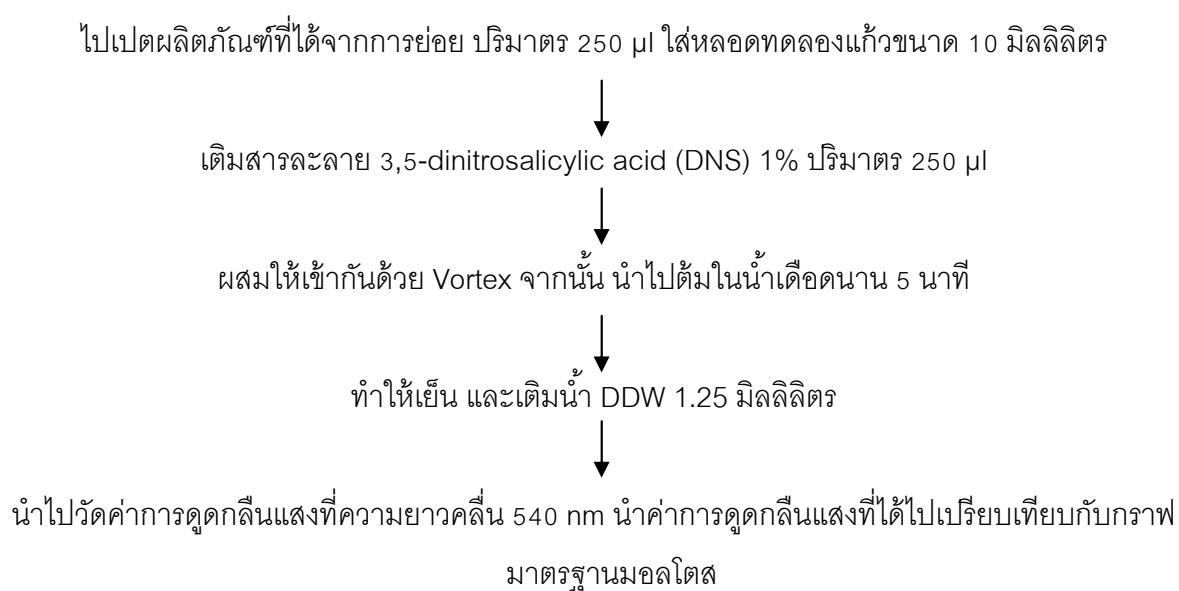 ไปเปตผลิตภัณฑ์ที่ได้จากการย่อย ปริมาตร 250 µl ใส่หลอดทดลองแก้วขนาด 10 มิลลิลิตร
เติมสารละลาย 3,5-dinitrosalicylic acid (DNS) 1% ปริมาตร 250 µl
ผสมให้เข้ากันด้วย Vortex จากนั้น นำไปต้มในน้ำเดือดนาน 5 นาที
ทำให้เย็น และเติมน้ำ DDW 1.25 มิลลิลิตร
นำไปวัดค่าการดูดกลืนแสงที่ความยาวคลื่น 540 nm นำค่าการดูดกลืนแสงที่ได้ไปเปรียบเทียบกับกราฟ
มาตรฐานมอลโตส